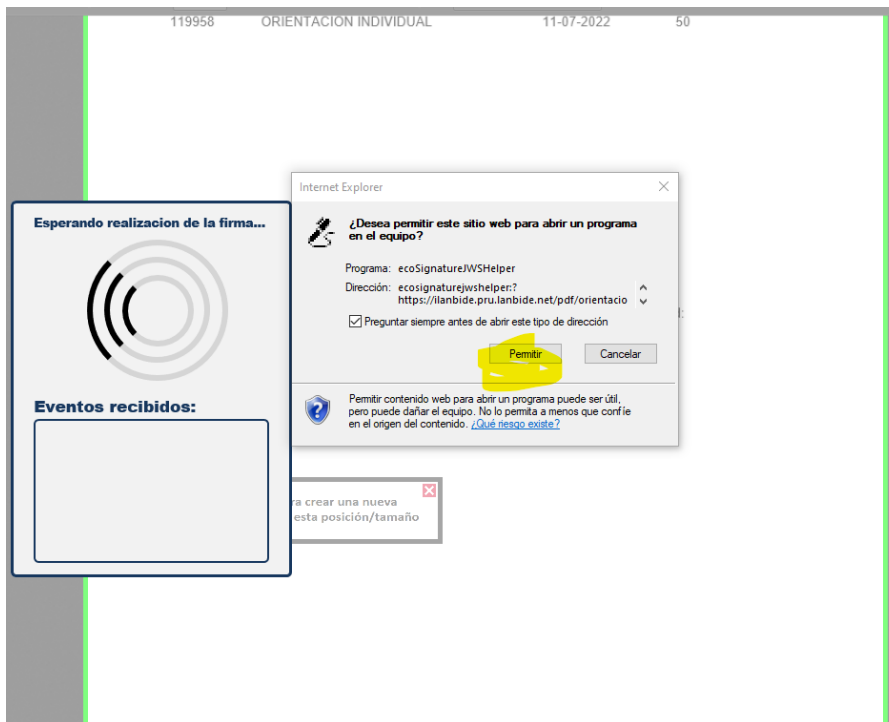 119958 ORIENTACION INDIVIDUAL 11-07-2022 50
Internet Explorer
¿Desea permitir este sitio web para abrir un programa
en el equipo?
Programa: ecoSignatureJWSHelper
Dirección: ecosignaturejwshelper:?
https://ilanbide.pru.lanbide.net/pdf/orientacio
Preguntar siempre antes de abrir este tipo de dirección
Permitir Cancelar
Permitir contenido web para abrir un programa puede ser útil,
pero puede dañar el equipo. No lo permita a menos que confíe
en el origen del contenido. ¿Qué riesgo existe?
Esperando realizacion de la firma...
Eventos recibidos:
ra crear una nueva
esta posición/tamaño